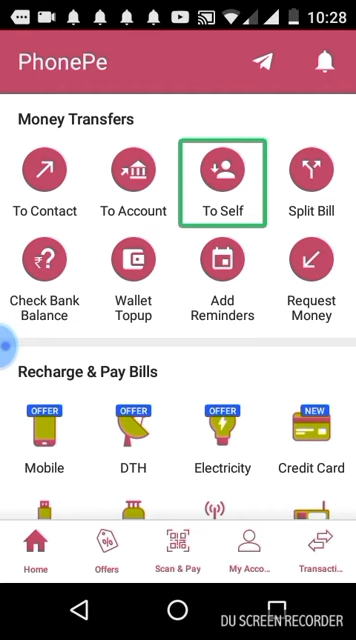 10:28
PhonePe
Money Transfers
To Contact
To Account
To Self
Split Bill
Check Bank Balance
Wallet Topup
Add Reminders
Request Money
Recharge & Pay Bills
OFFER
OFFER
OFFER
NEW
Mobile
DTH
Electricity
Credit Card
Home
Offers
Scan & Pay
My Acco...
Transacti...
DU SCREEN RECORDER